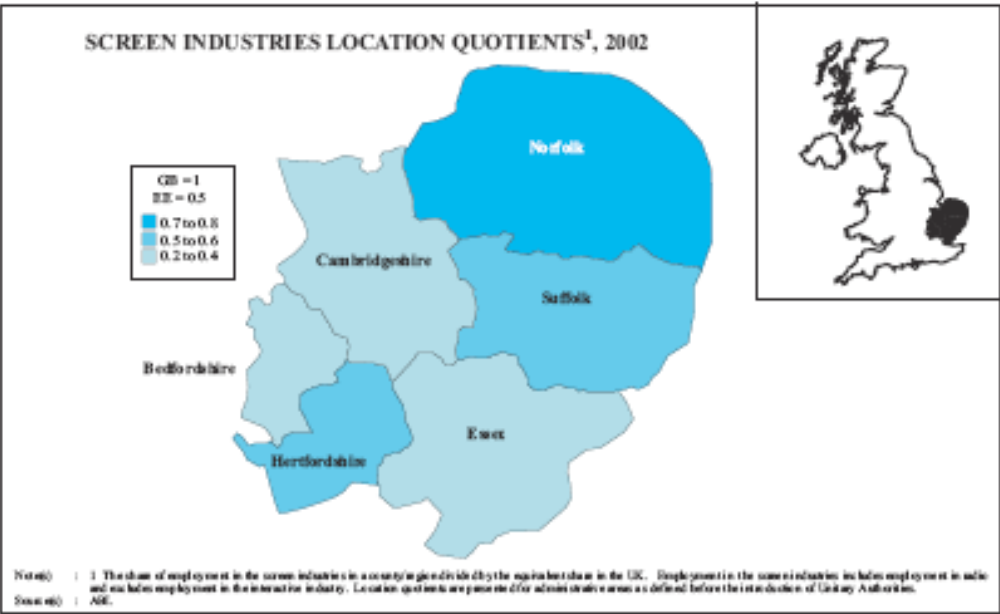 SCREEN INDUSTRIES LOCATION QUOTIENTS¹, 2002
Norfolk
GB = 1
EE = 0.5
0.7 to 0.8
0.5 to 0.6
0.2 to 0.4
Cambridgeshire
Suffolk
Bedfordshire
Essex
Hertfordshire
Note(s) : 1 The share of employment in the screen industries in a county/region divided by the equivalent share in the UK. Employment in the screen industries includes employment in radio
and excludes employment in the interactive industry. Location quotients are presented for administrative areas as defined before the introduction of Unitary Authorities.
Source(s) : ABI.